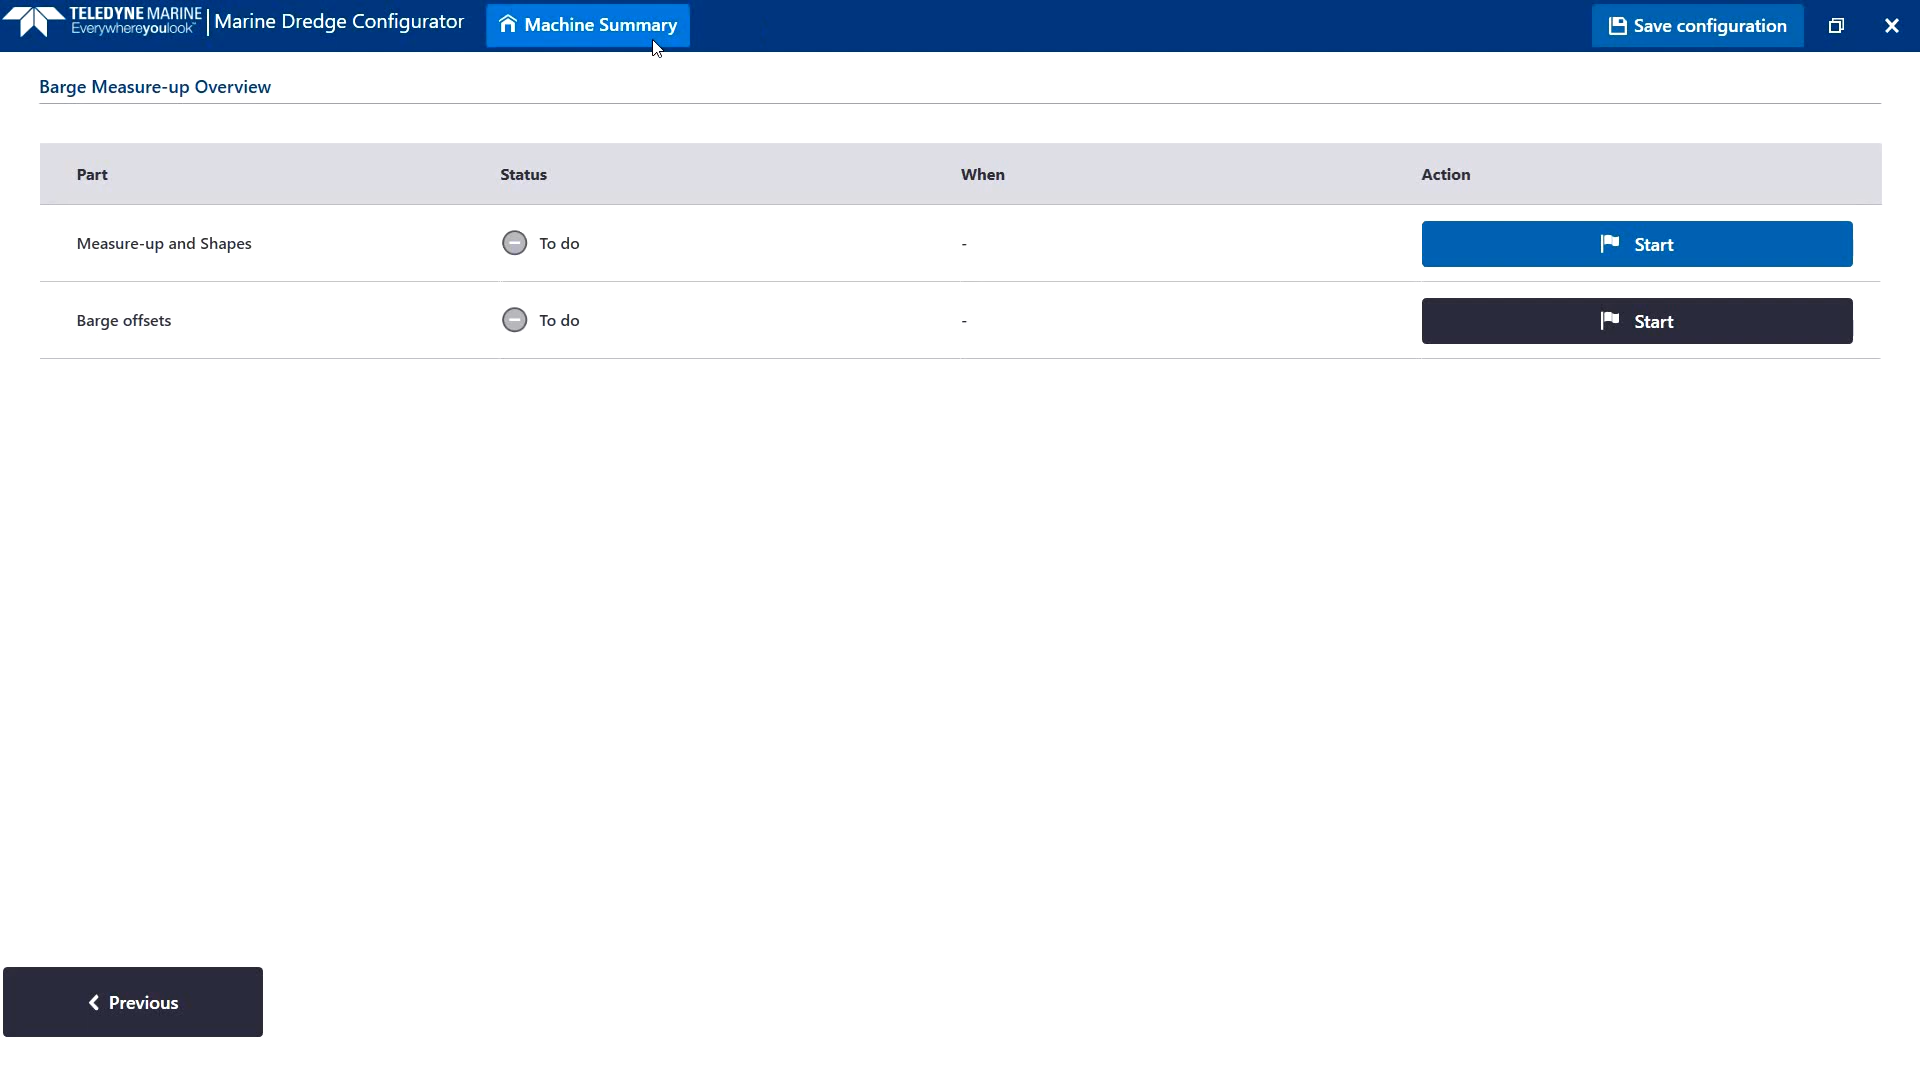 TELEDYNE MARINE
Everywhereyoulook™
Marine Dredge Configurator
Machine Summary
Save configuration
Barge Measure-up Overview
Part Status When Action
Measure-up and Shapes To do - Start
Barge offsets To do - Start
Previous